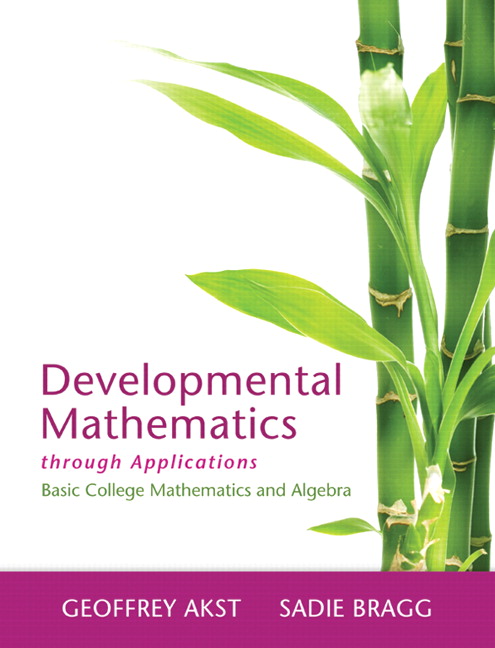 Developmental
Mathematics
through Applications
Basic College Mathematics and Algebra
GEOFFREY AKST SADIE BRAGG